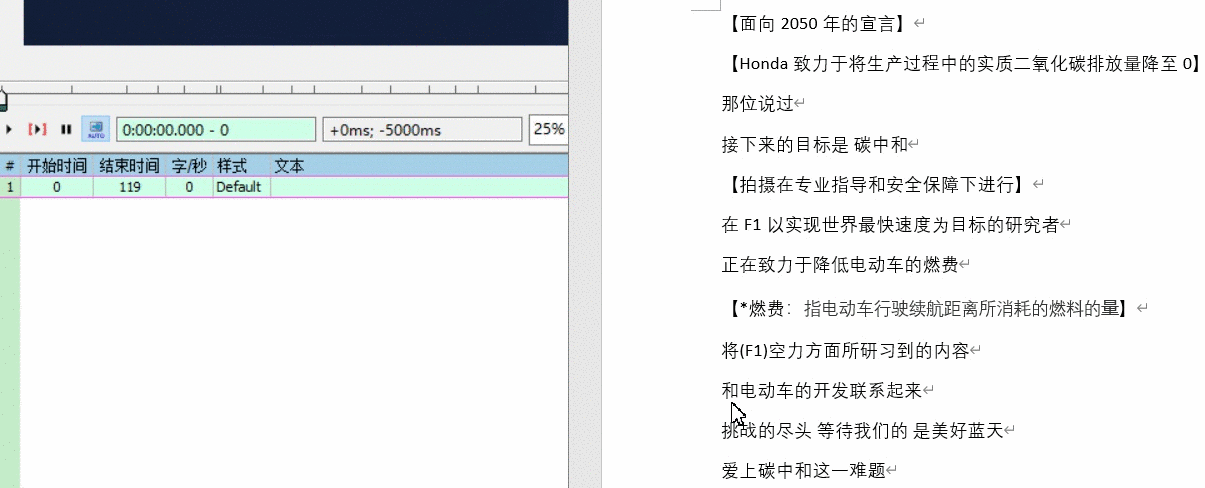 AUTO
0:00:00.000 - 0
+0ms; -5000ms
25%
# 开始时间 结束时间 字/秒 样式 文本
1 0 119 0 Default
【面向 2050 年的宣言】
【Honda 致力于将生产过程中的实质二氧化碳排放量降至 0】
那位说过
接下来的目标是 碳中和
【拍摄在专业指导和安全保障下进行】
在 F1 以实现世界最快速度为目标的研究者
正在致力于降低电动车的燃费
【*燃费：指电动车行驶续航距离所消耗的燃料的量】
将(F1)空力方面所研习到的内容
和电动车的开发联系起来
挑战的尽头 等待我们的 是美好蓝天
爱上碳中和这一难题